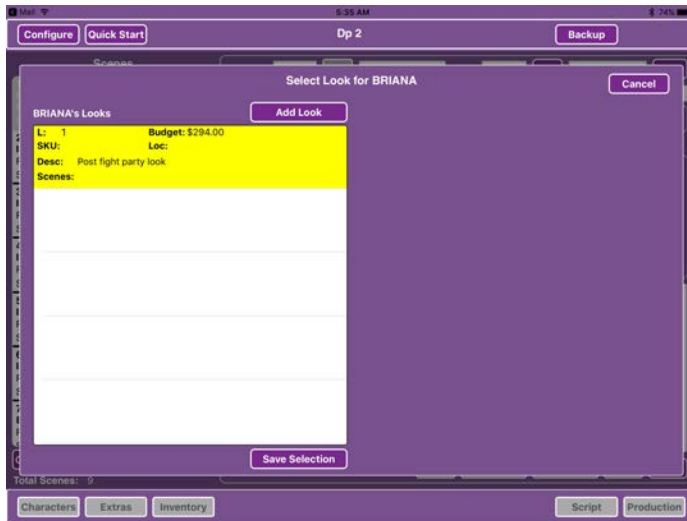 Mail 5:35 AM 74%
Configure Quick Start Dp 2 Backup
Scenes
Select Look for BRIANA Cancel
BRIANA's Looks Add Look
L: 1 Budget: $294.00
SKU: Loc:
Desc: Post fight party look
Scenes:
Save Selection
Total Scenes: 9
Characters Extras Inventory Script Production